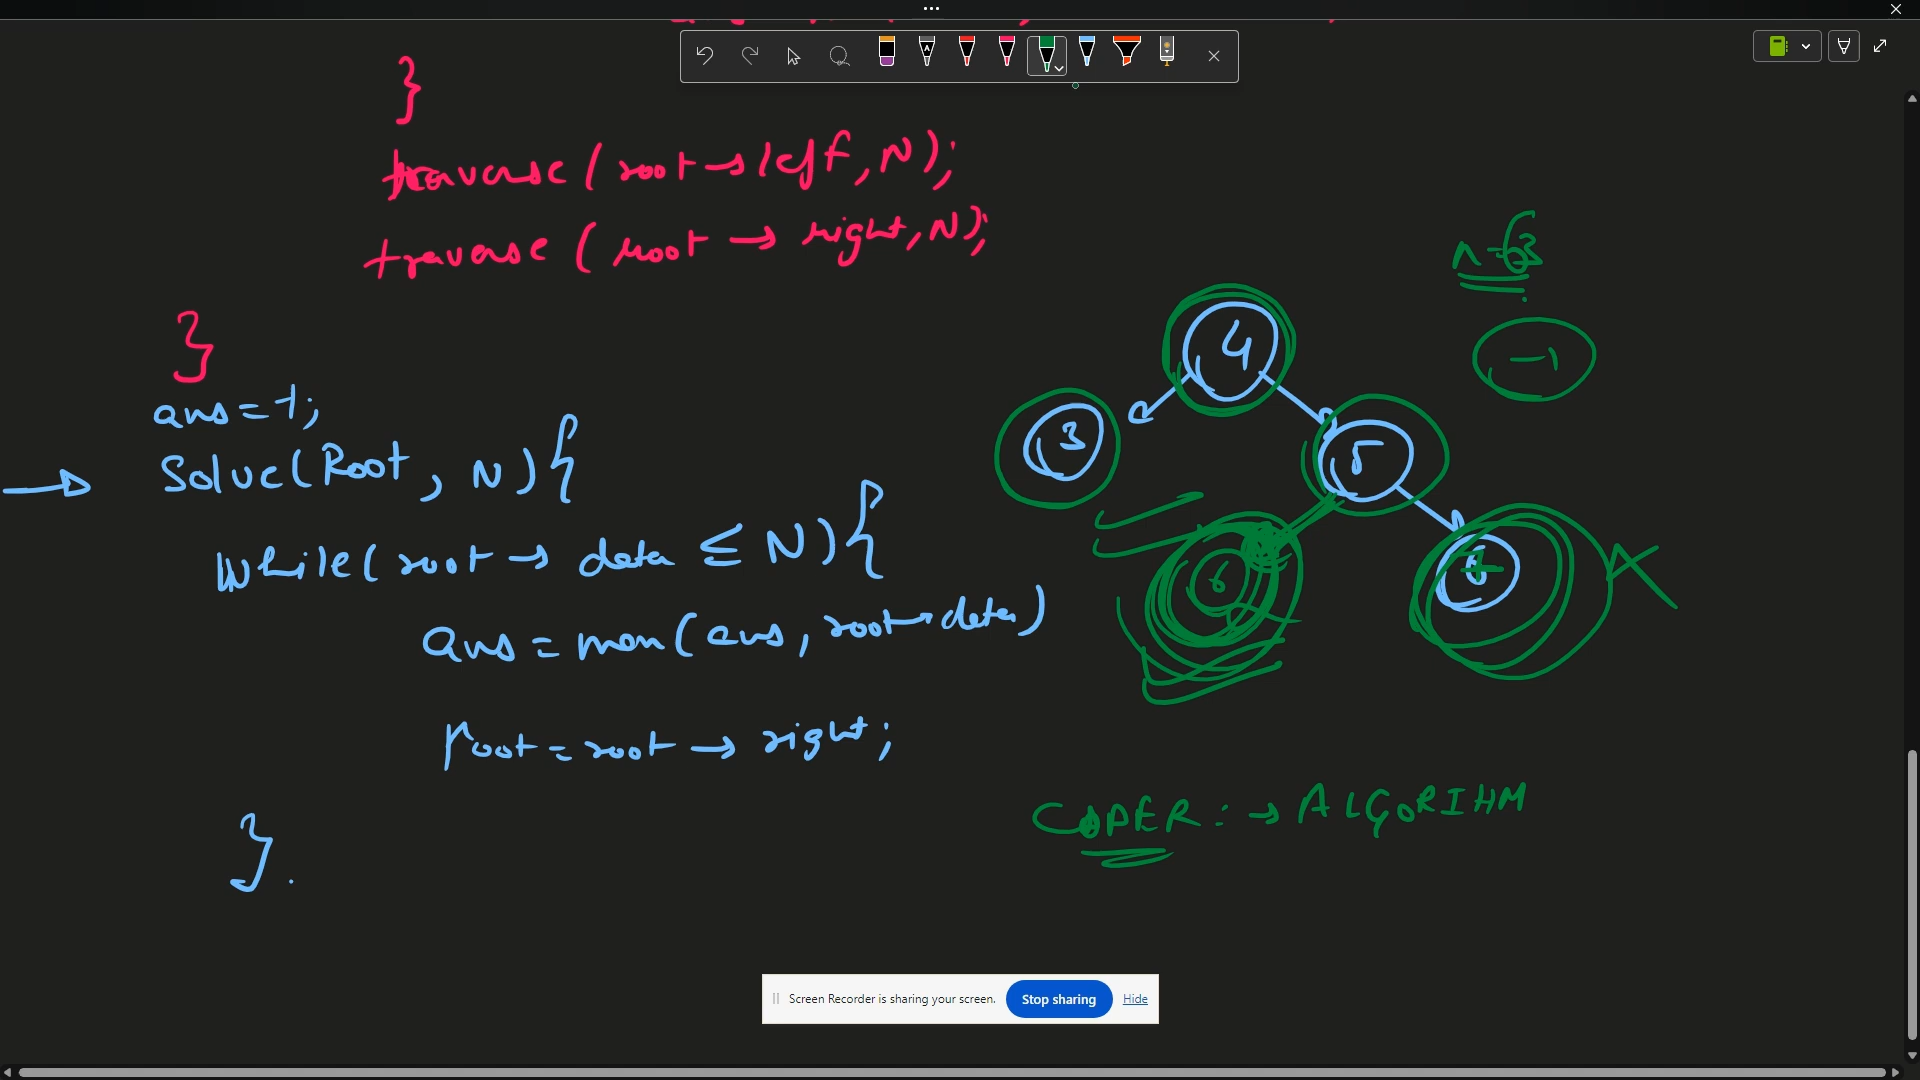 }
traverse(root→left,N);
traverse(root→right,N);
}
ans=-1;
Solve(Root, N){
While(root→data ≤ N){
ans=max(ans,root→data)
root=root→right;
}.
-1
4
3
5
6
CODER:→ALGORIHM
Screen Recorder is sharing your screen.
Stop sharing
Hide